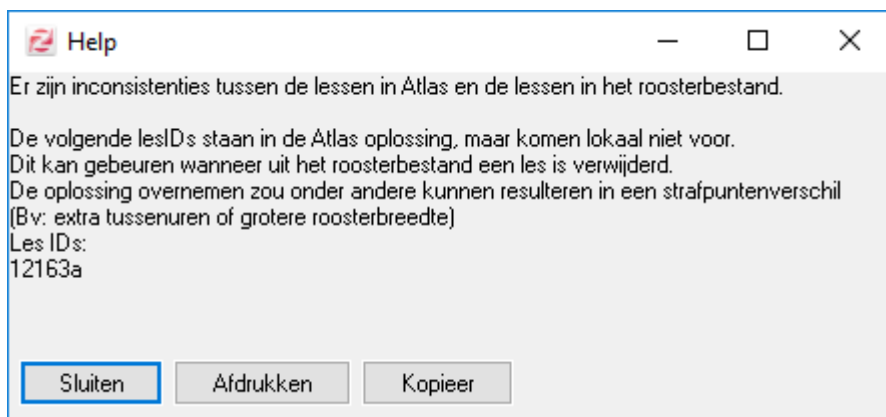 Help
Er zijn inconsistenties tussen de lessen in Atlas en de lessen in het roosterbestand.
De volgende lesIDs staan in de Atlas oplossing, maar komen lokaal niet voor.
Dit kan gebeuren wanneer uit het roosterbestand een les is verwijderd.
De oplossing overnemen zou onder andere kunnen resulteren in een strafpuntenverschil
(Bv: extra tussenuren of grotere roosterbreedte)
Les IDs:
12163a
Sluiten Afdrukken Kopieer